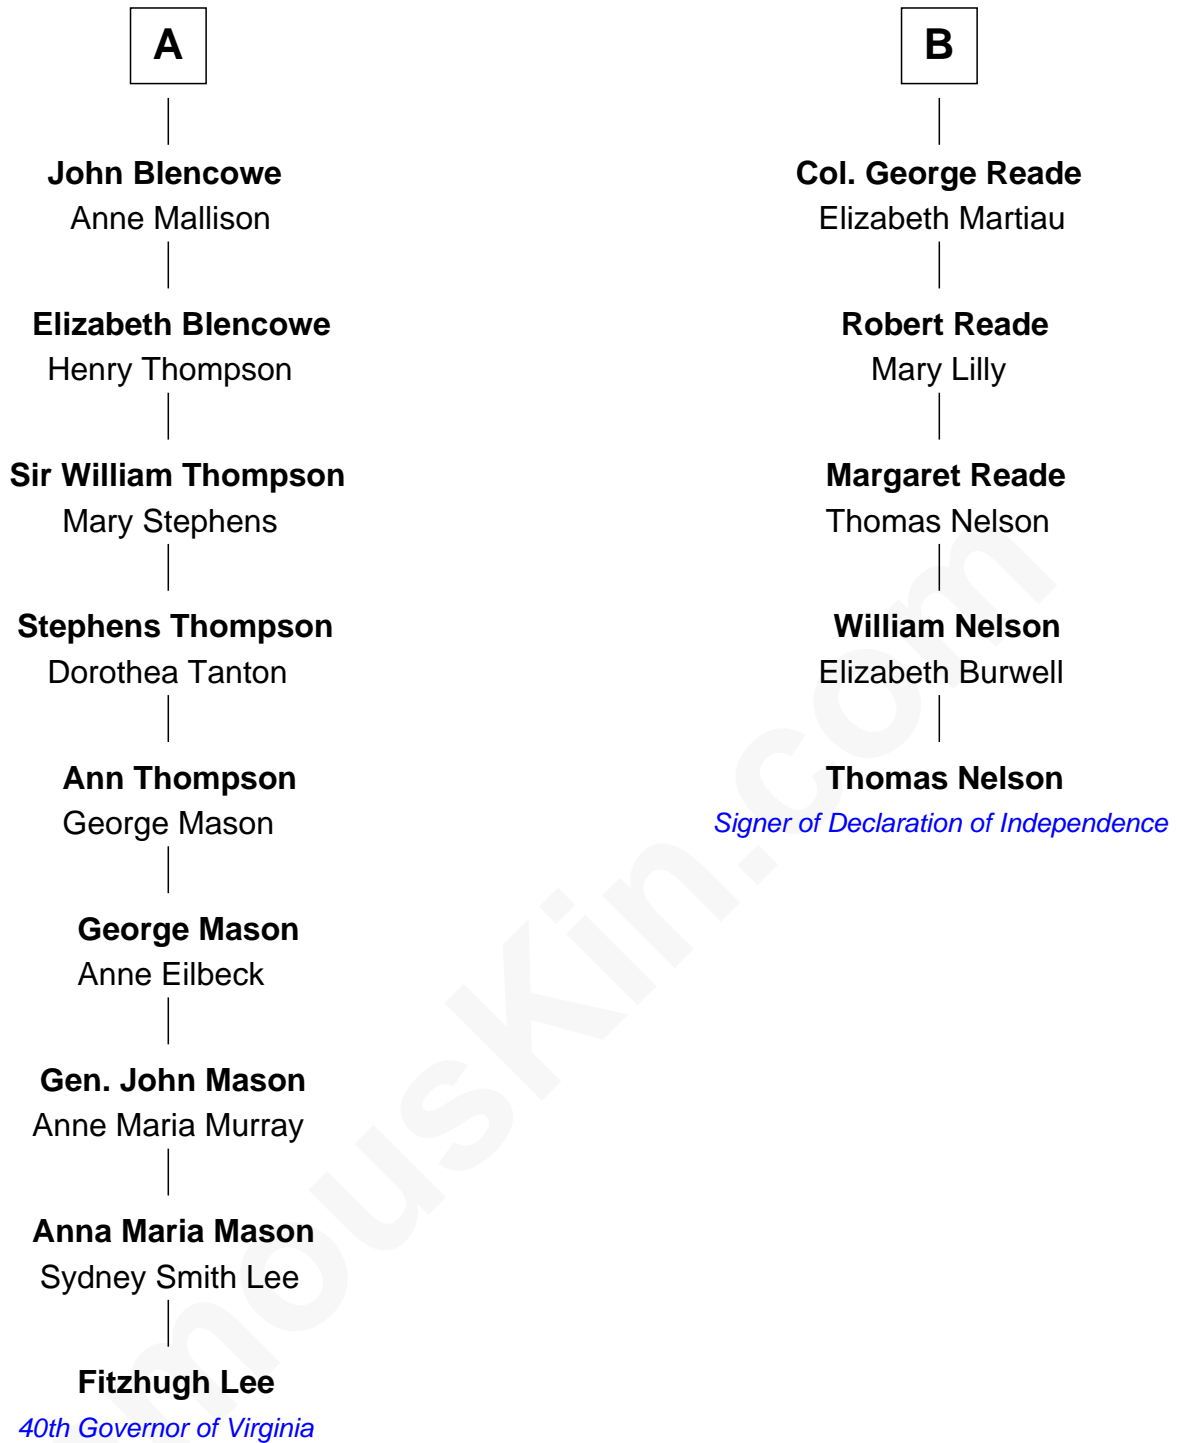 A
John Blencowe
Anne Mallison
Elizabeth Blencowe
Henry Thompson
Sir William Thompson
Mary Stephens
Stephens Thompson
Dorothea Tanton
Ann Thompson
George Mason
George Mason
Anne Eilbeck
Gen. John Mason
Anne Maria Murray
Anna Maria Mason
Sydney Smith Lee
Fitzhugh Lee
40th Governor of Virginia
B
Col. George Reade
Elizabeth Martiau
Robert Reade
Mary Lilly
Margaret Reade
Thomas Nelson
William Nelson
Elizabeth Burwell
Thomas Nelson
Signer of Declaration of Independence
mousKin.com